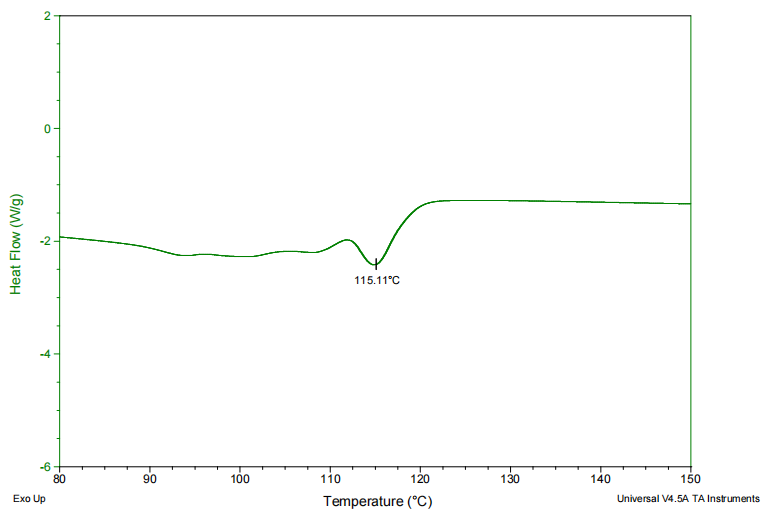 2
0
-2
-4
-6
Heat Flow (W/g)
115.11°C
80 90 100 110 120 130 140 150
Exo Up
Temperature (°C)
Universal V4.5A TA Instruments